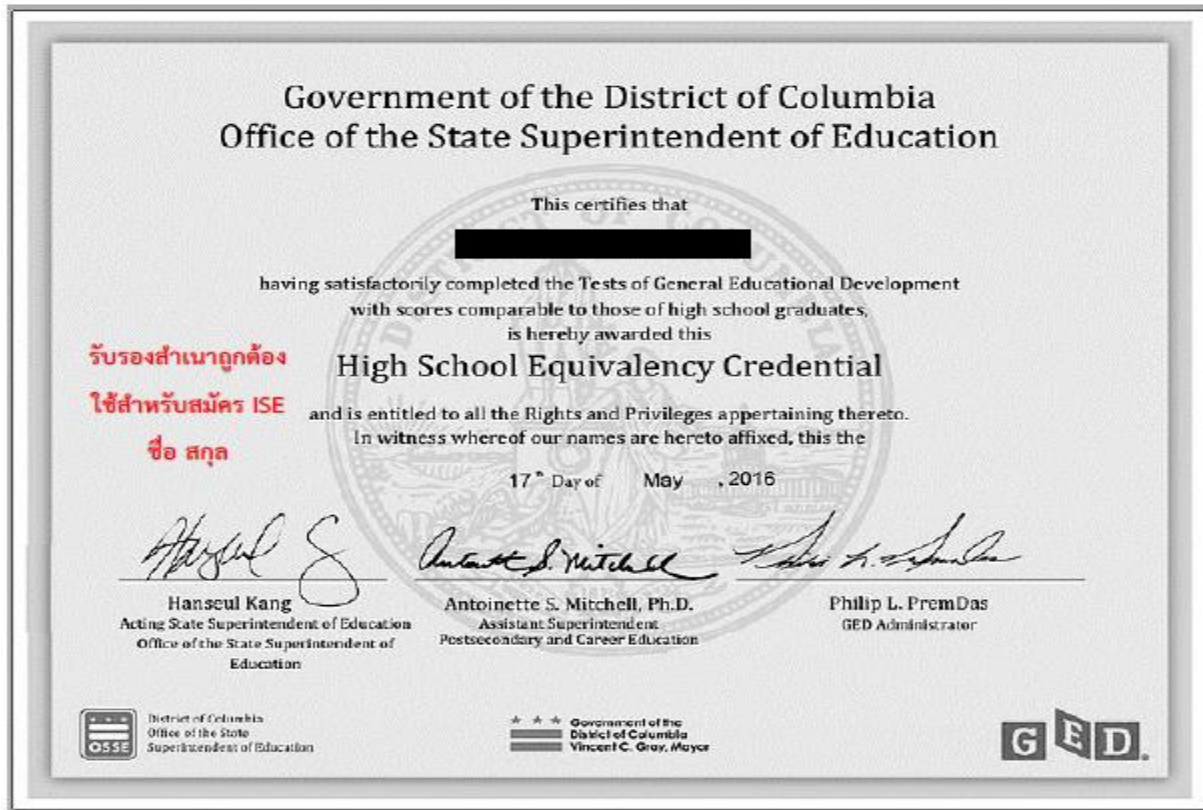 Government of the District of Columbia
Office of the State Superintendent of Education
This certifies that
having satisfactorily completed the Tests of General Educational Development
with scores comparable to those of high school graduates,
is hereby awarded this
High School Equivalency Credential
and is entitled to all the Rights and Privileges appertaining thereto.
In witness whereof our names are hereto affixed, this the
17th Day of May , 2016
รับรองสำเนาถูกต้อง
ใช้สำหรับสมัคร ISE
ชื่อ สกุล
Hanseul Kang
Acting State Superintendent of Education
Office of the State Superintendent of
Education
Antoinette S. Mitchell, Ph.D.
Assistant Superintendent
Postsecondary and Career Education
Philip L. PremDas
GED Administrator
OSSE
District of Columbia
Office of the State
Superintendent of Education
Government of the
District of Columbia
Vincent C. Gray, Mayor
GED